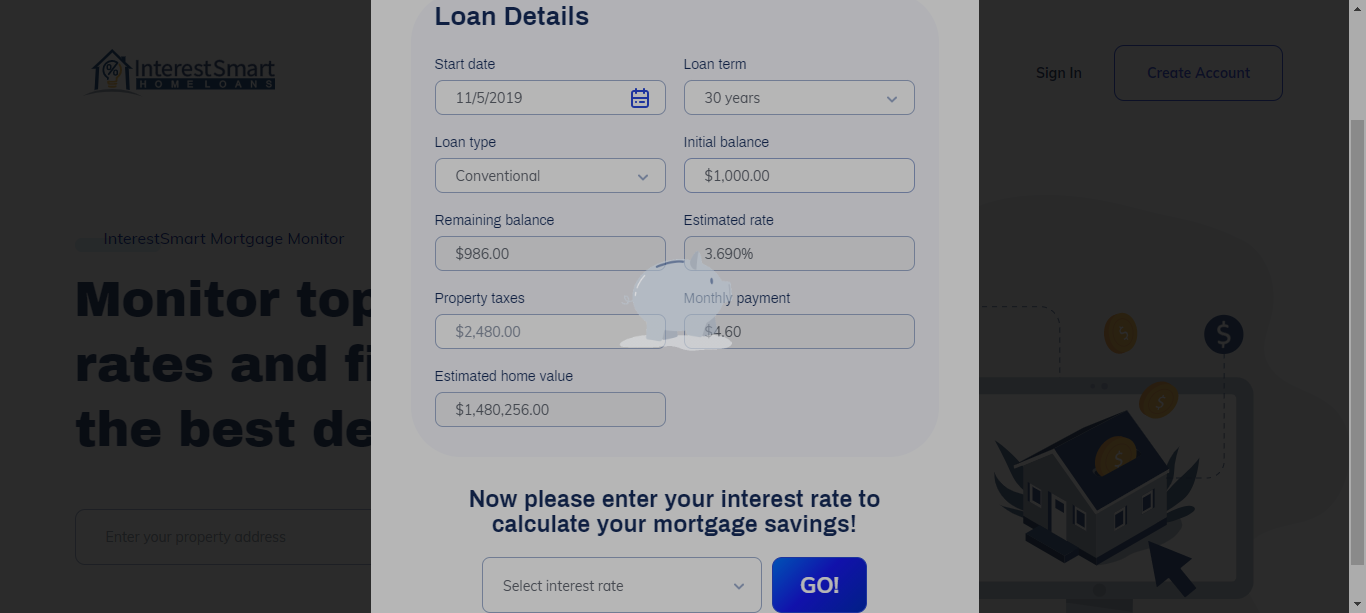 Loan Details
InterestSmart
HOME LOANS
Sign In
Create Account
Start date
Loan term
11/5/2019
30 years
Loan type
Initial balance
Conventional
$1,000.00
Remaining balance
Estimated rate
$986.00
3.690%
Property taxes
Monthly payment
$2,480.00
$4.60
Estimated home value
$1,480,256.00
InterestSmart Mortgage Monitor
Monitor top
rates and fi
the best de
Enter your property address
Now please enter your interest rate to
calculate your mortgage savings!
Select interest rate
GO!